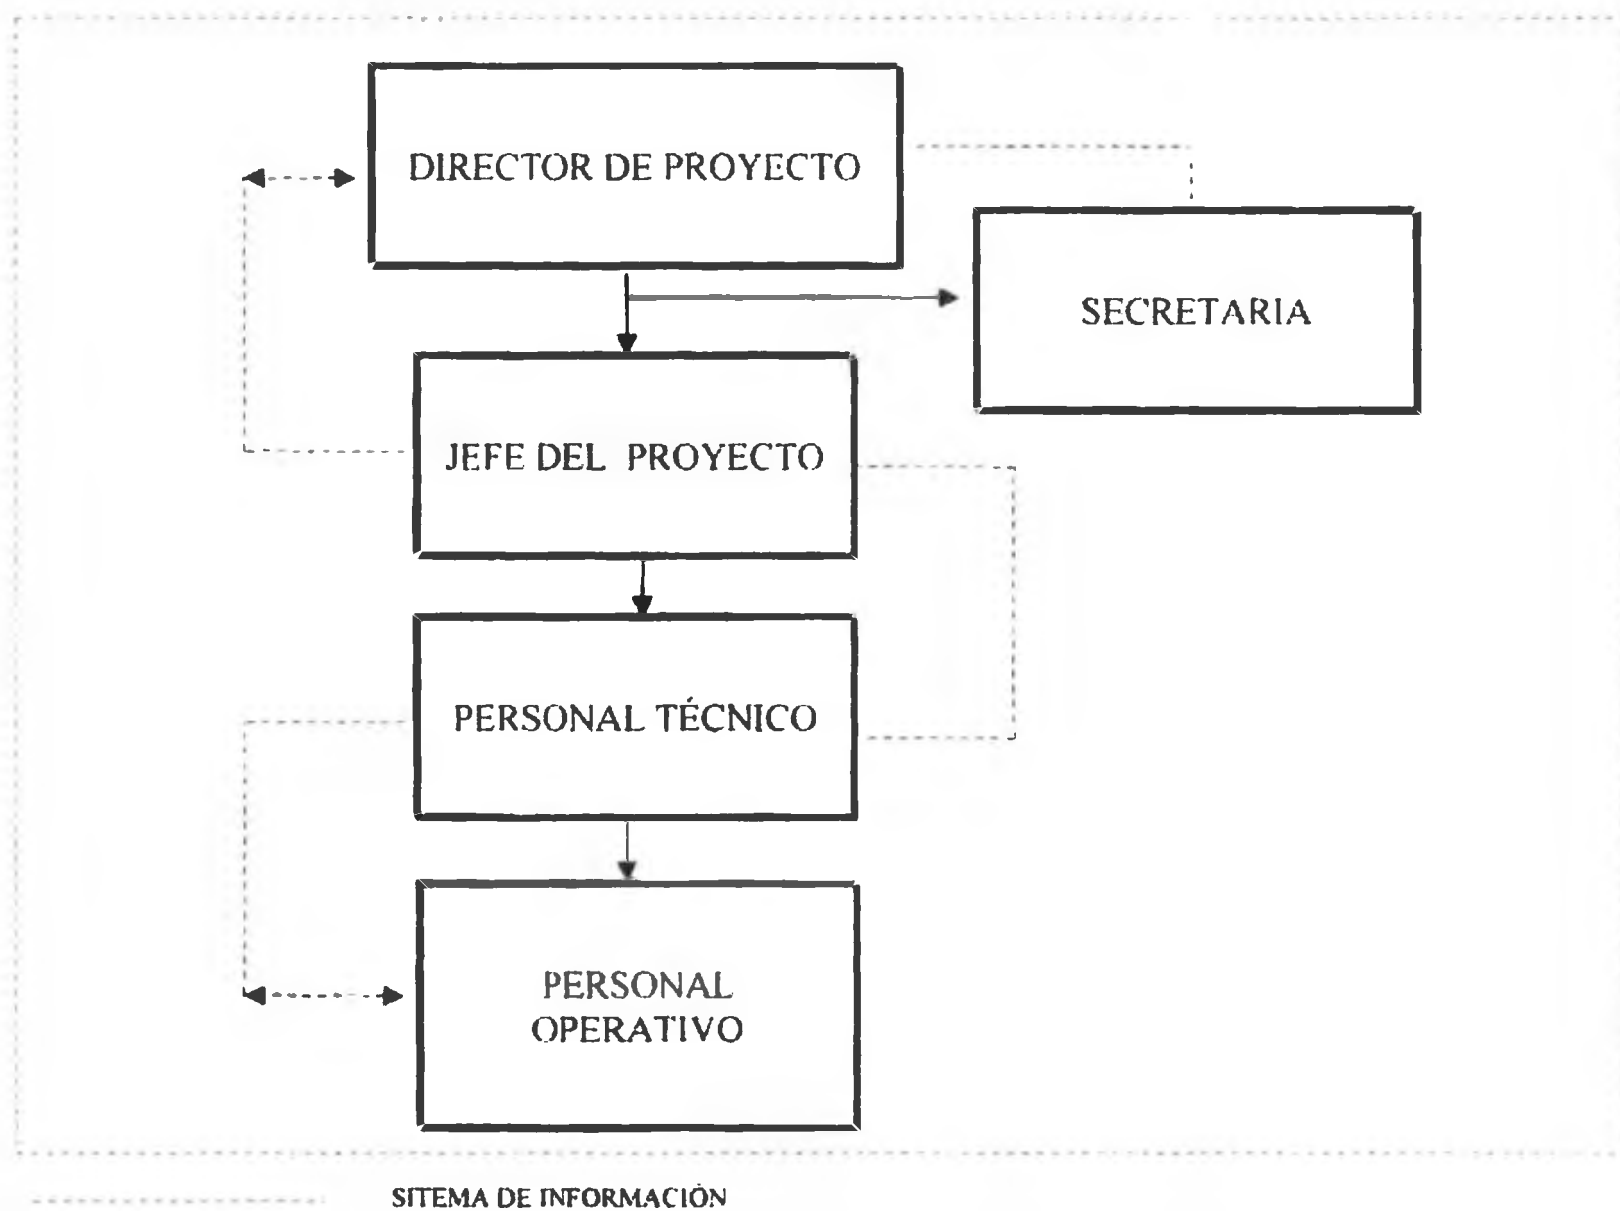 DIRECTOR DE PROYECTO
SECRETARIA
JEFE DEL PROYECTO
PERSONAL TÉCNICO
PERSONAL
OPERATIVO
SITEMA DE INFORMACIÓN